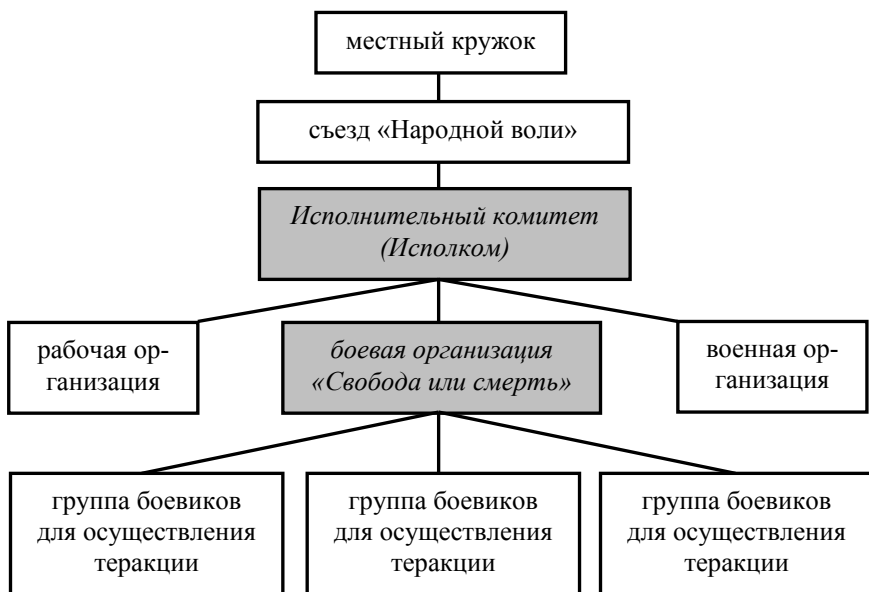 местный кружок
съезд «Народной воли»
Исполнительный комитет
(Исполком)
рабочая ор-
ганизация
боевая организация
«Свобода или смерть»
военная ор-
ганизация
группа боевиков
для осуществления
теракции
группа боевиков
для осуществления
теракции
группа боевиков
для осуществления
теракции